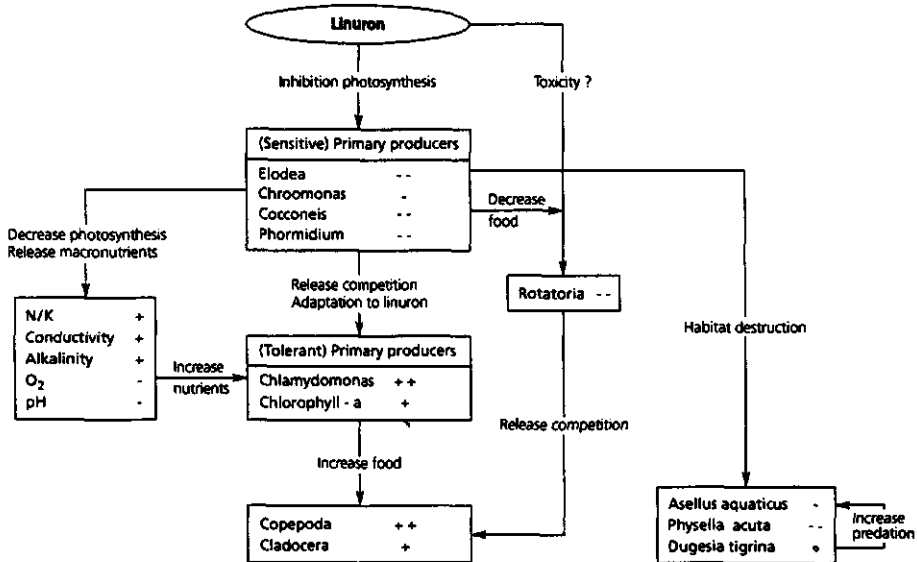 Linuron
Inhibition photosynthesis
Toxicity ?
(Sensitive) Primary producers
Elodea - -
Chroomonas -
Cocconeis - -
Phormidium - -
Decrease
food
Decrease photosynthesis
Release macronutrients
Release competition
Adaptation to linuron
Rotatoria - -
Habitat destruction
N/K +
Conductivity +
Alkalinity +
O₂ -
pH -
Increase
nutrients
(Tolerant) Primary producers
Chlamydomonas + +
Chlorophyll - a +
Release competition
Increase food
Copepoda + +
Cladocera +
Asellus aquaticus -
Physella acuta - -
Dugesia tigrina
Increase
predation